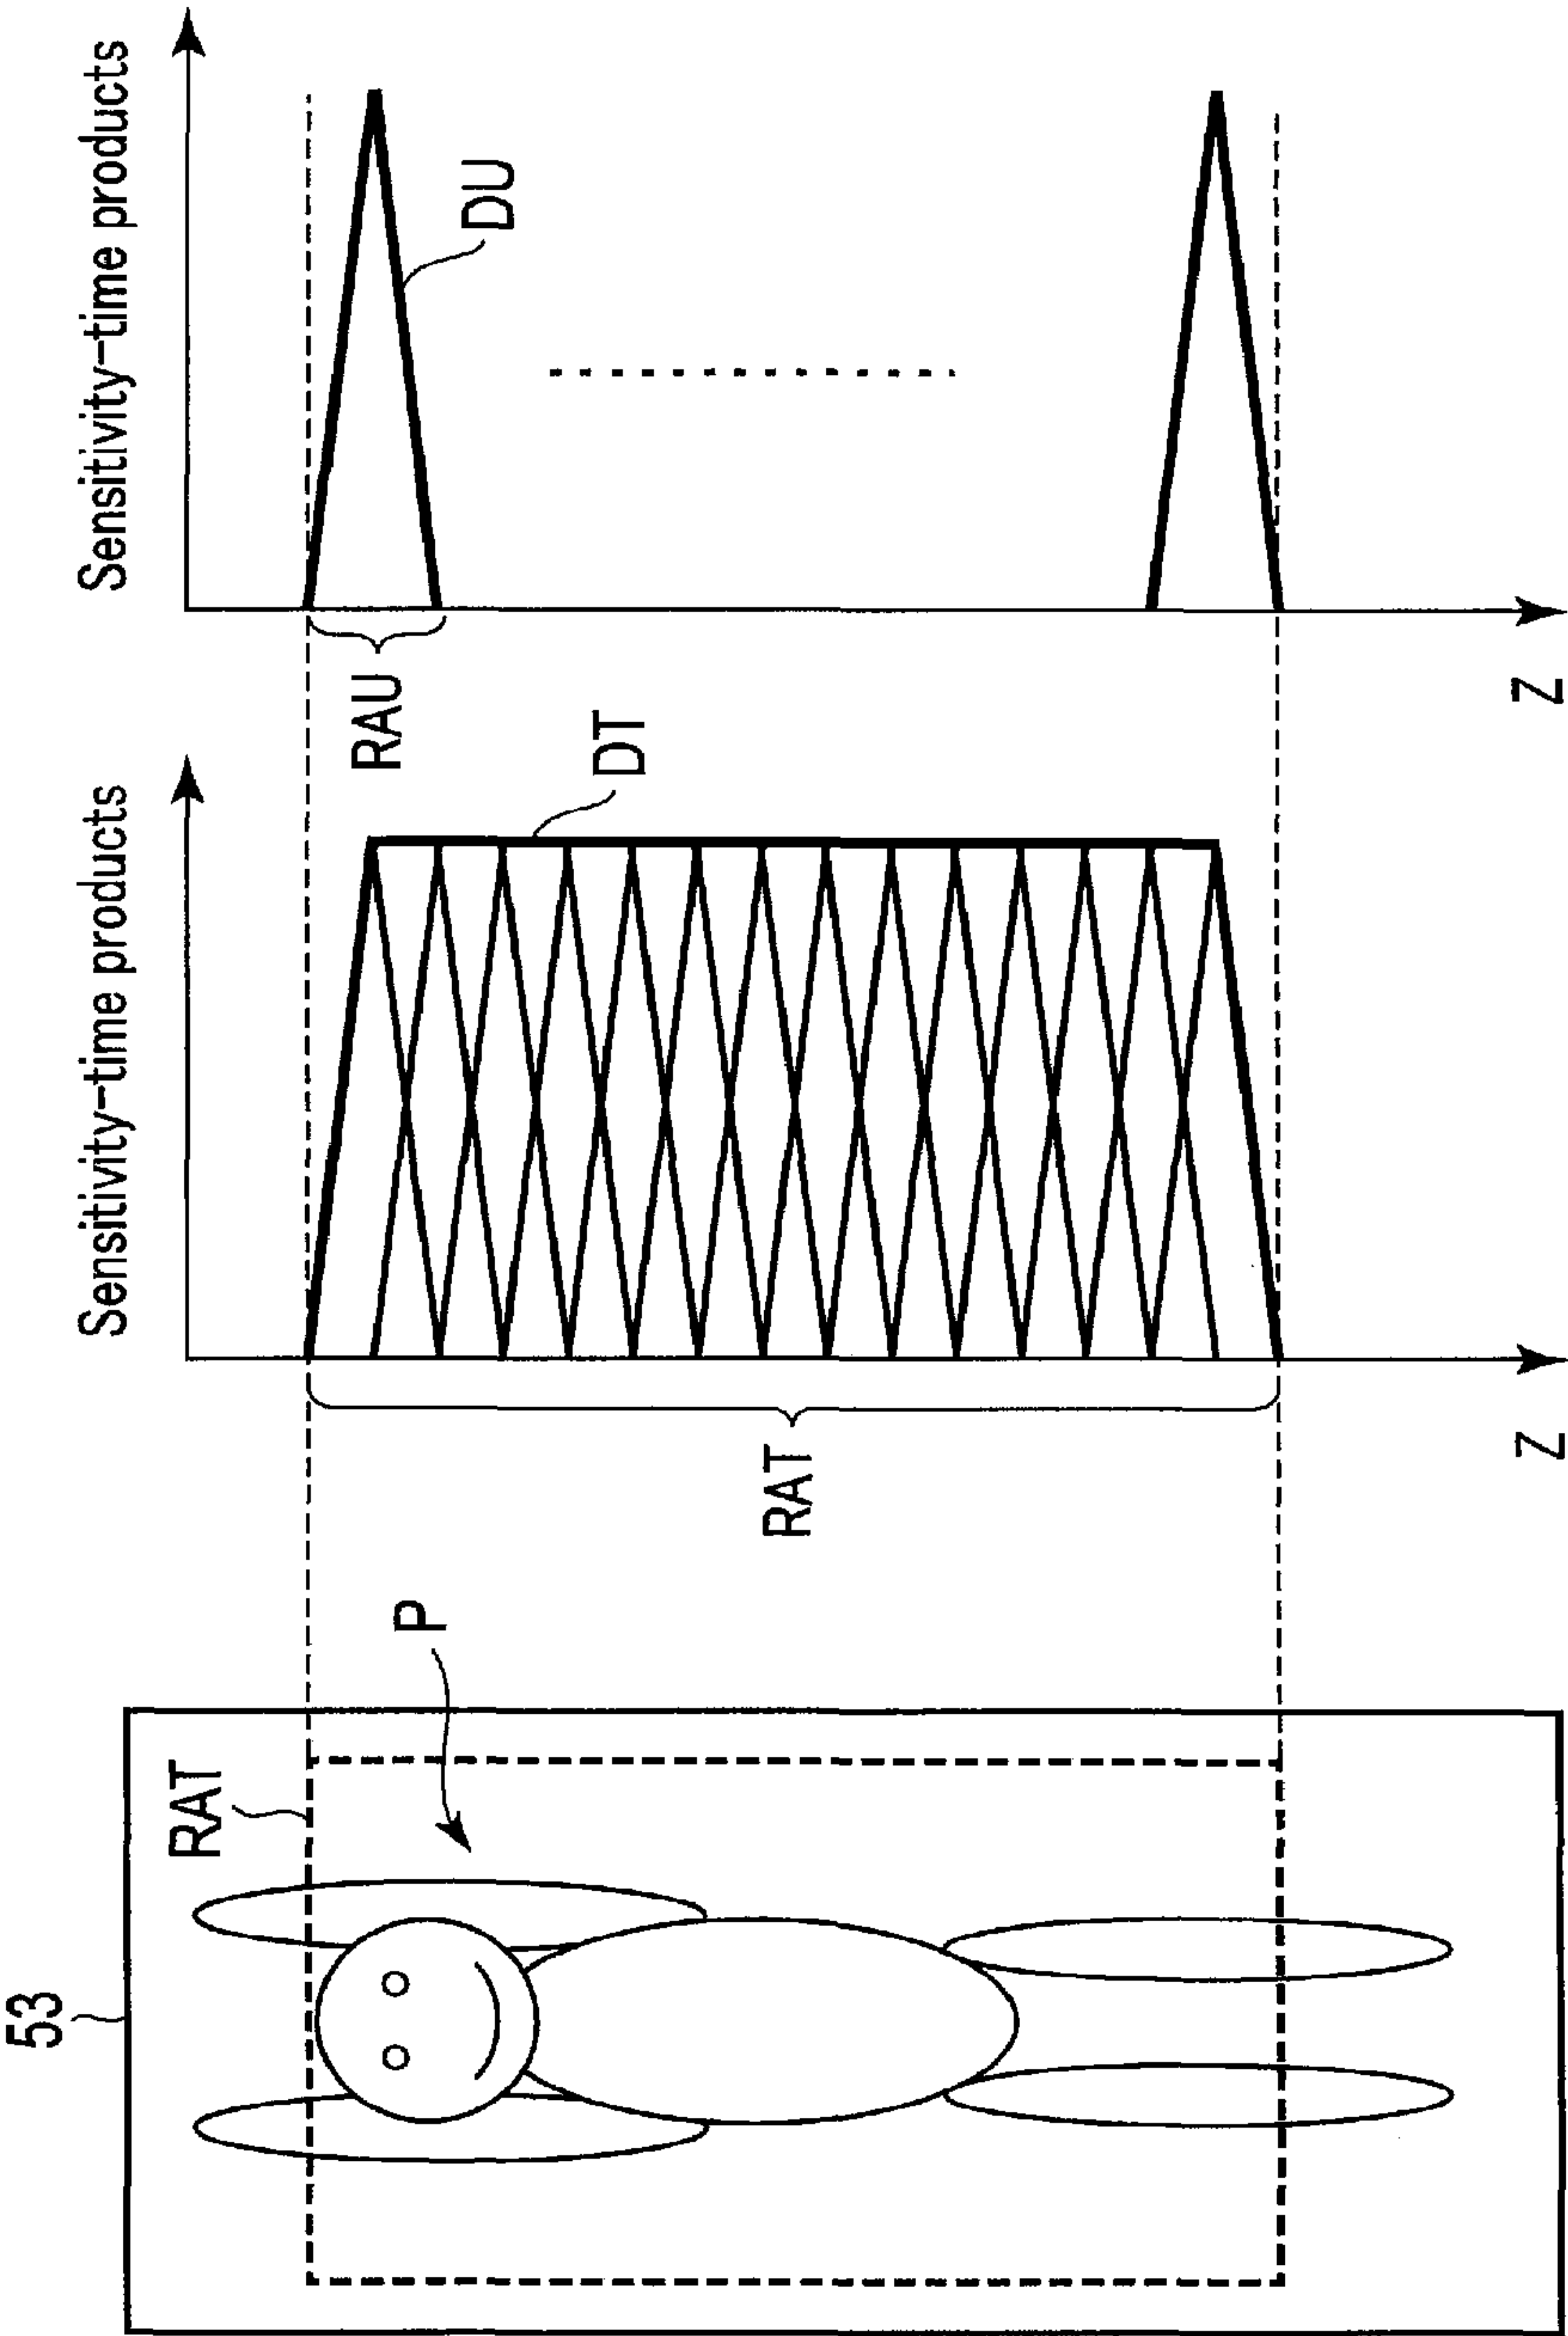 53
RAT
P
RAT
Z
Sensitivity-time products
DT
Z
RAU
Sensitivity-time products
DU